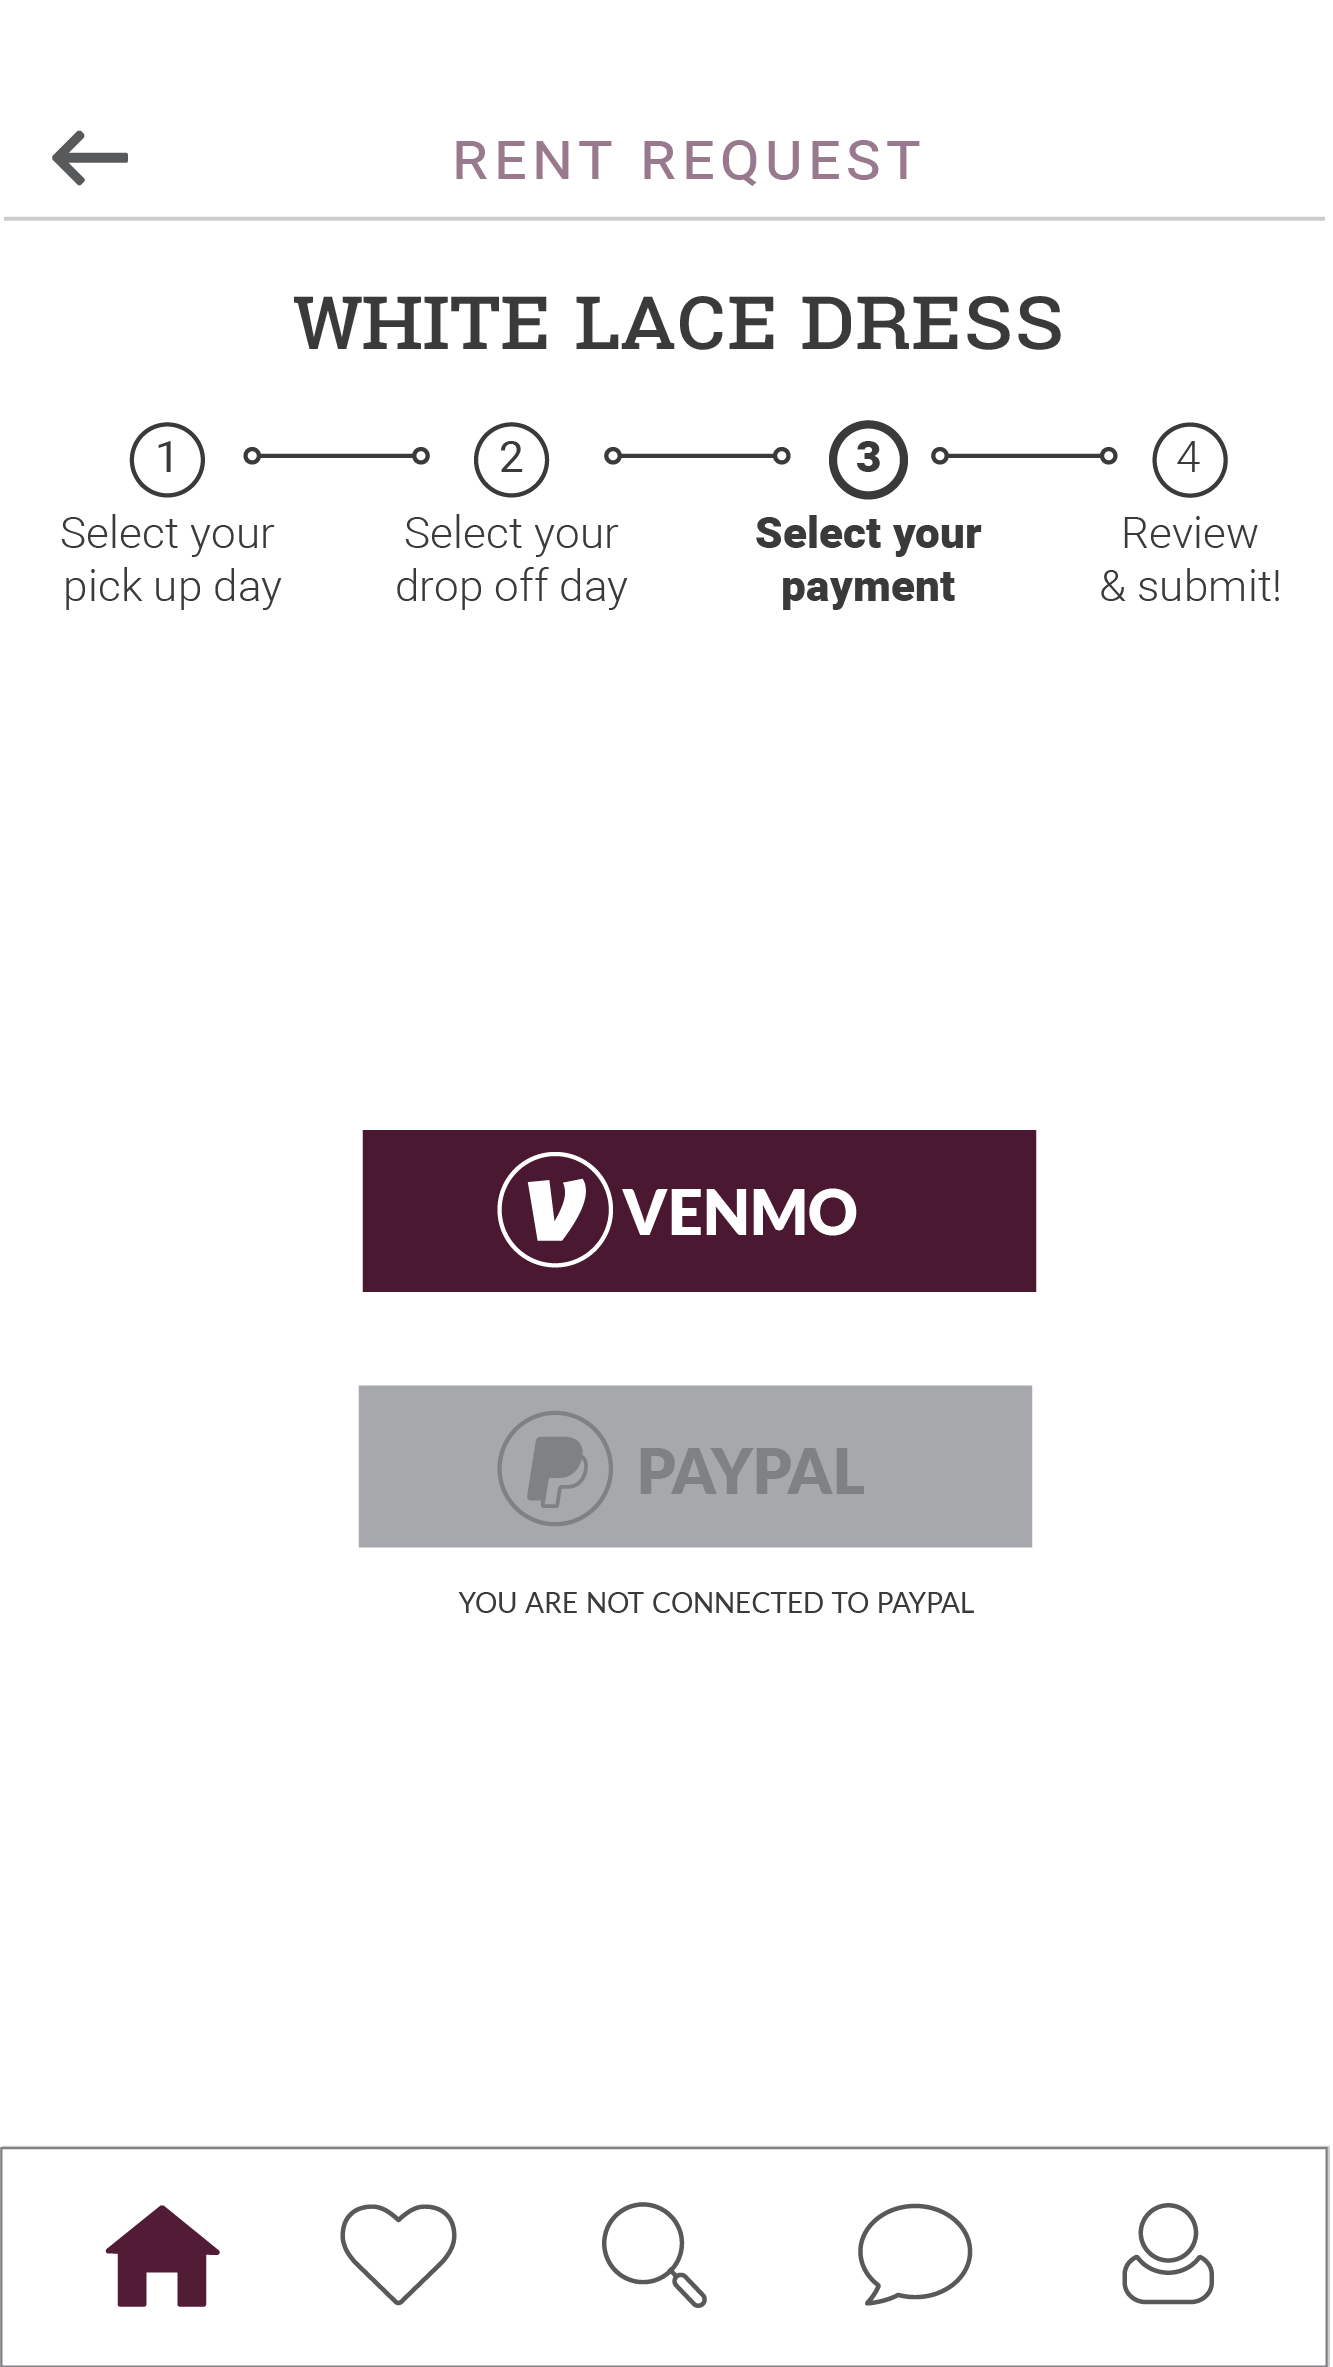 RENT REQUEST
WHITE LACE DRESS
1
2
3
4
Select your
pick up day
Select your
drop off day
Select your
payment
Review
& submit!
VENMO
PAYPAL
YOU ARE NOT CONNECTED TO PAYPAL